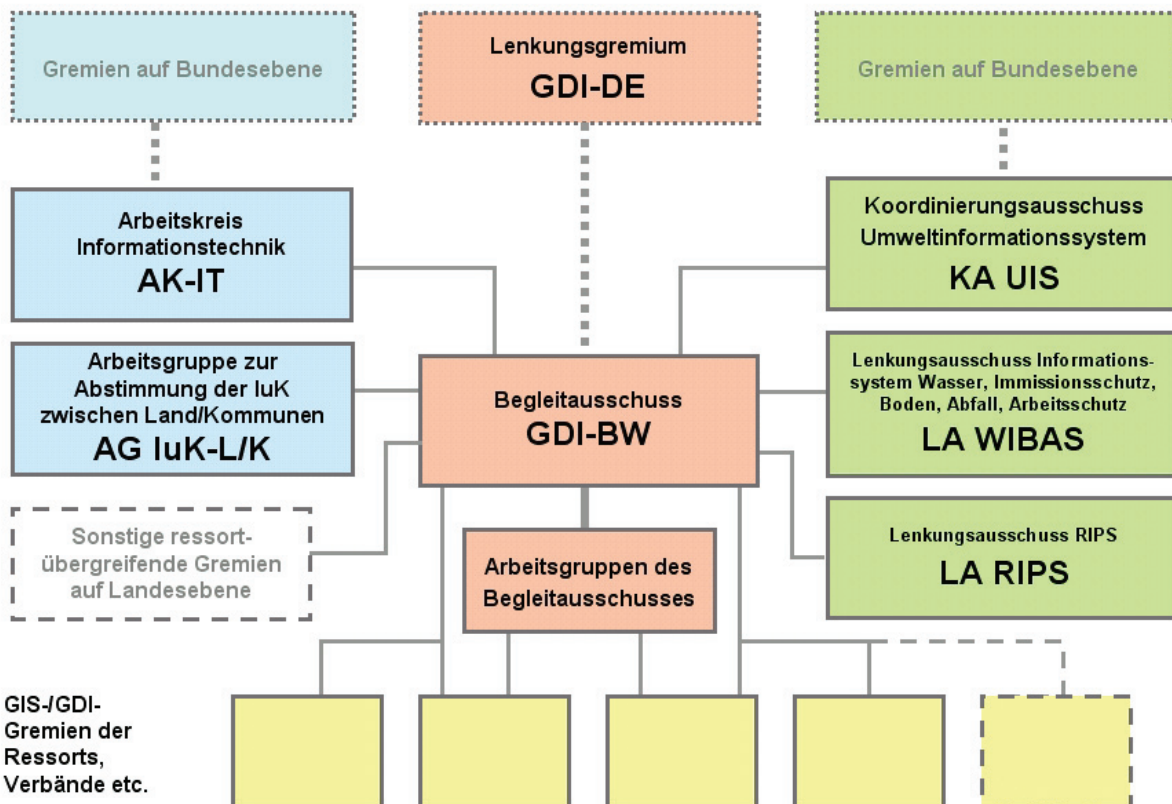 Gremien auf Bundesebene
Lenkungsgremium
GDI-DE
Gremien auf Bundesebene
Arbeitskreis
Informationstechnik
AK-IT
Koordinierungsausschuss
Umweltinformationssystem
KA UIS
Arbeitsgruppe zur
Abstimmung der IuK
zwischen Land/Kommunen
AG IuK-L/K
Begleitausschuss
GDI-BW
Lenkungsausschuss Informations-
system Wasser, Immissionsschutz,
Boden, Abfall, Arbeitsschutz
LA WIBAS
Sonstige ressort-
übergreifende Gremien
auf Landesebene
Arbeitsgruppen des
Begleitausschusses
Lenkungsausschuss RIPS
LA RIPS
GIS-/GDI-
Gremien der
Ressorts,
Verbände etc.